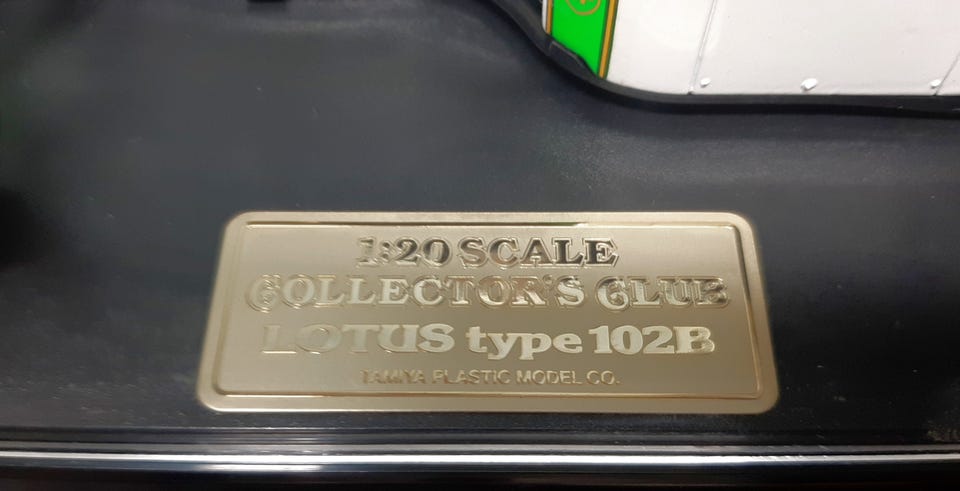 1:20 SCALE
COLLECTOR'S CLUB
LOTUS type 102B
TAMIYA PLASTIC MODEL CO.